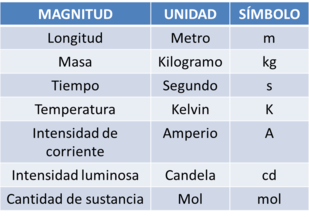 MAGNITUD UNIDAD SÍMBOLO
Longitud Metro m
Masa Kilogramo kg
Tiempo Segundo s
Temperatura Kelvin K
Intensidad de Amperio A
corriente
Intensidad luminosa Candela cd
Cantidad de sustancia Mol mol